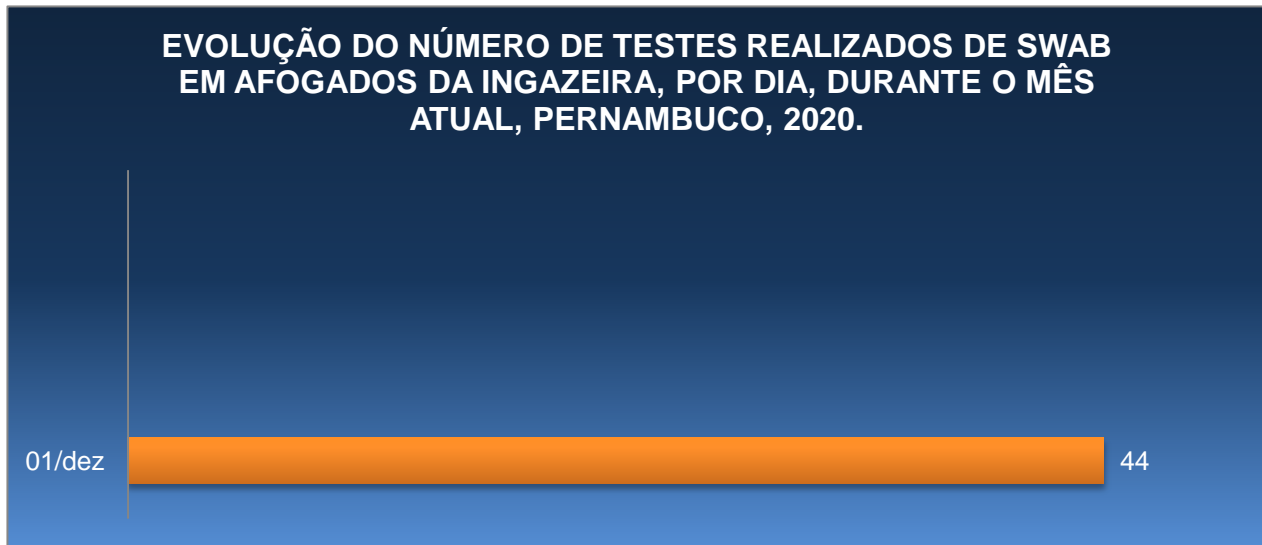 EVOLUÇÃO DO NÚMERO DE TESTES REALIZADOS DE SWAB
EM AFOGADOS DA INGAZEIRA, POR DIA, DURANTE O MÊS
ATUAL, PERNAMBUCO, 2020.
01/dez
44